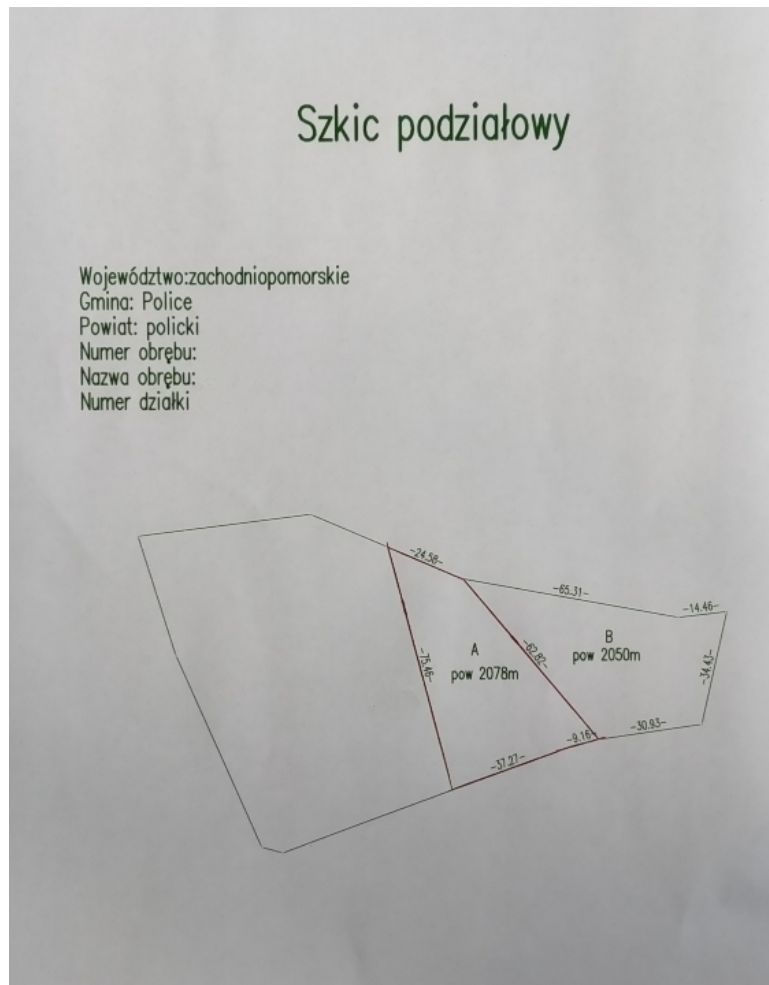 Szkic podziałowy
Województwo:zachodniopomorskie
Gmina: Police
Powiat: policki
Numer obrębu:
Nazwa obrębu:
Numer działki
-24.58-
-65.31-
-14.46-
-75.46-
A
pow 2078m
-62.82-
B
pow 2050m
-34.43-
-37.27-
-9.16-
-30.93-